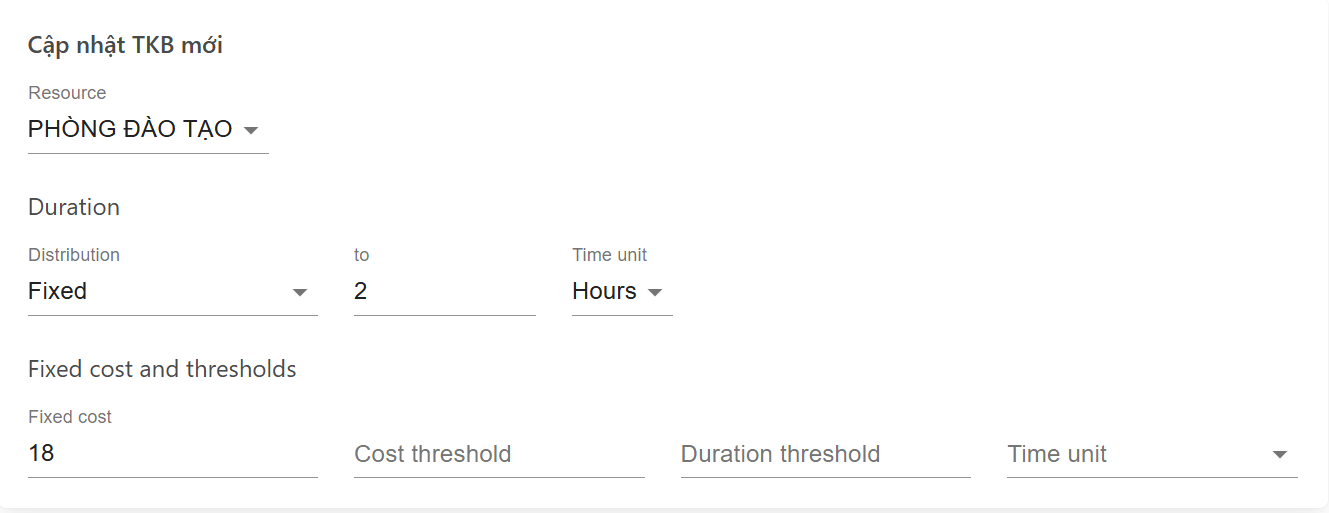 Cập nhật TKB mới
Resource
PHÒNG ĐÀO TẠO
Duration
Distribution to Time unit
Fixed 2 Hours
Fixed cost and thresholds
Fixed cost
18 Cost threshold Duration threshold Time unit